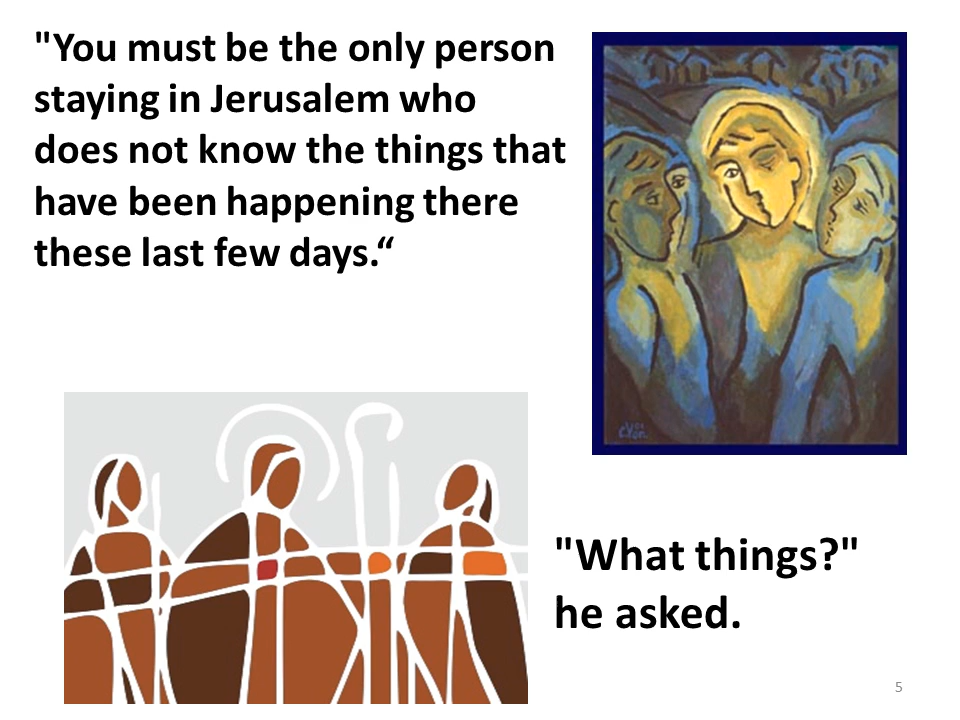 "You must be the only person
staying in Jerusalem who
does not know the things that
have been happening there
these last few days.“
"What things?"
he asked.
5